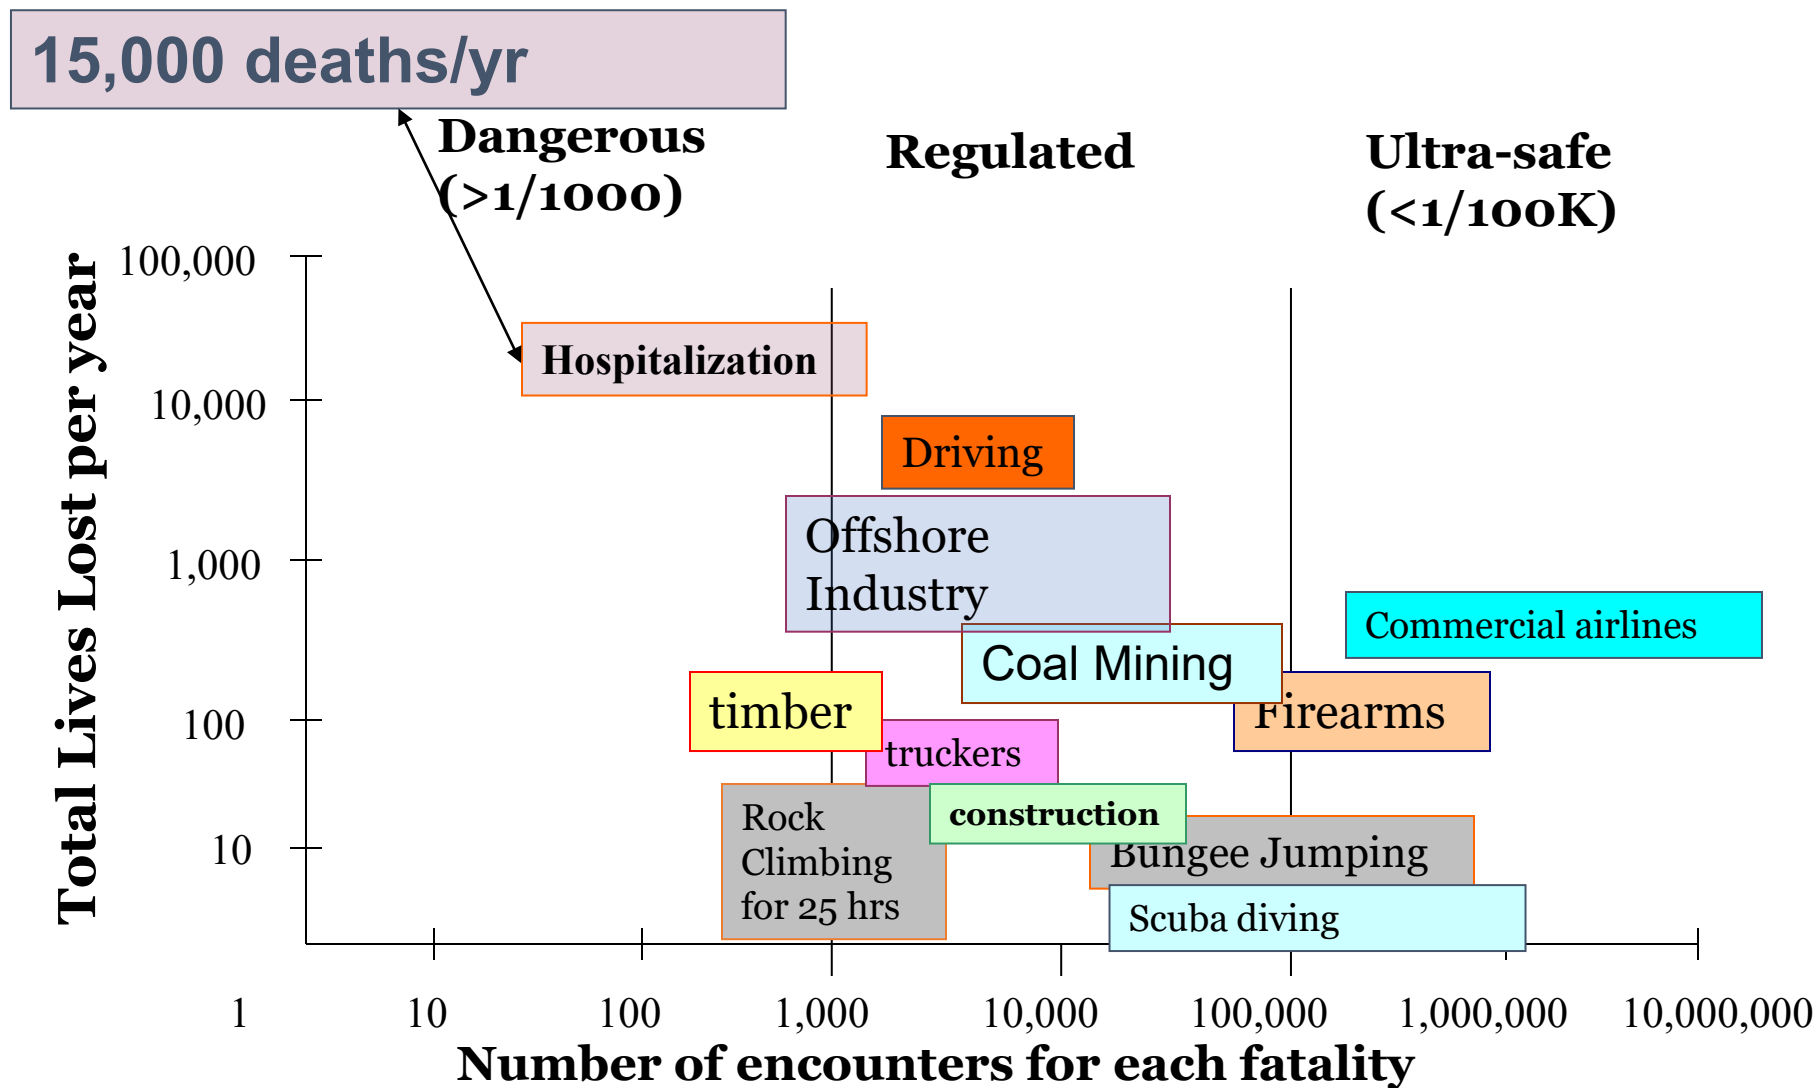 15,000 deaths/yr
Dangerous
(>1/1000)
Regulated
Ultra-safe
(<1/100K)
Total Lives Lost per year
100,000
10,000
1,000
100
10
Hospitalization
Driving
Offshore
Industry
Commercial airlines
Coal Mining
timber
Firearms
truckers
Rock
Climbing
for 25 hrs
construction
Bungee Jumping
Scuba diving
1
10
100
1,000
10,000
100,000
1,000,000
10,000,000
Number of encounters for each fatality